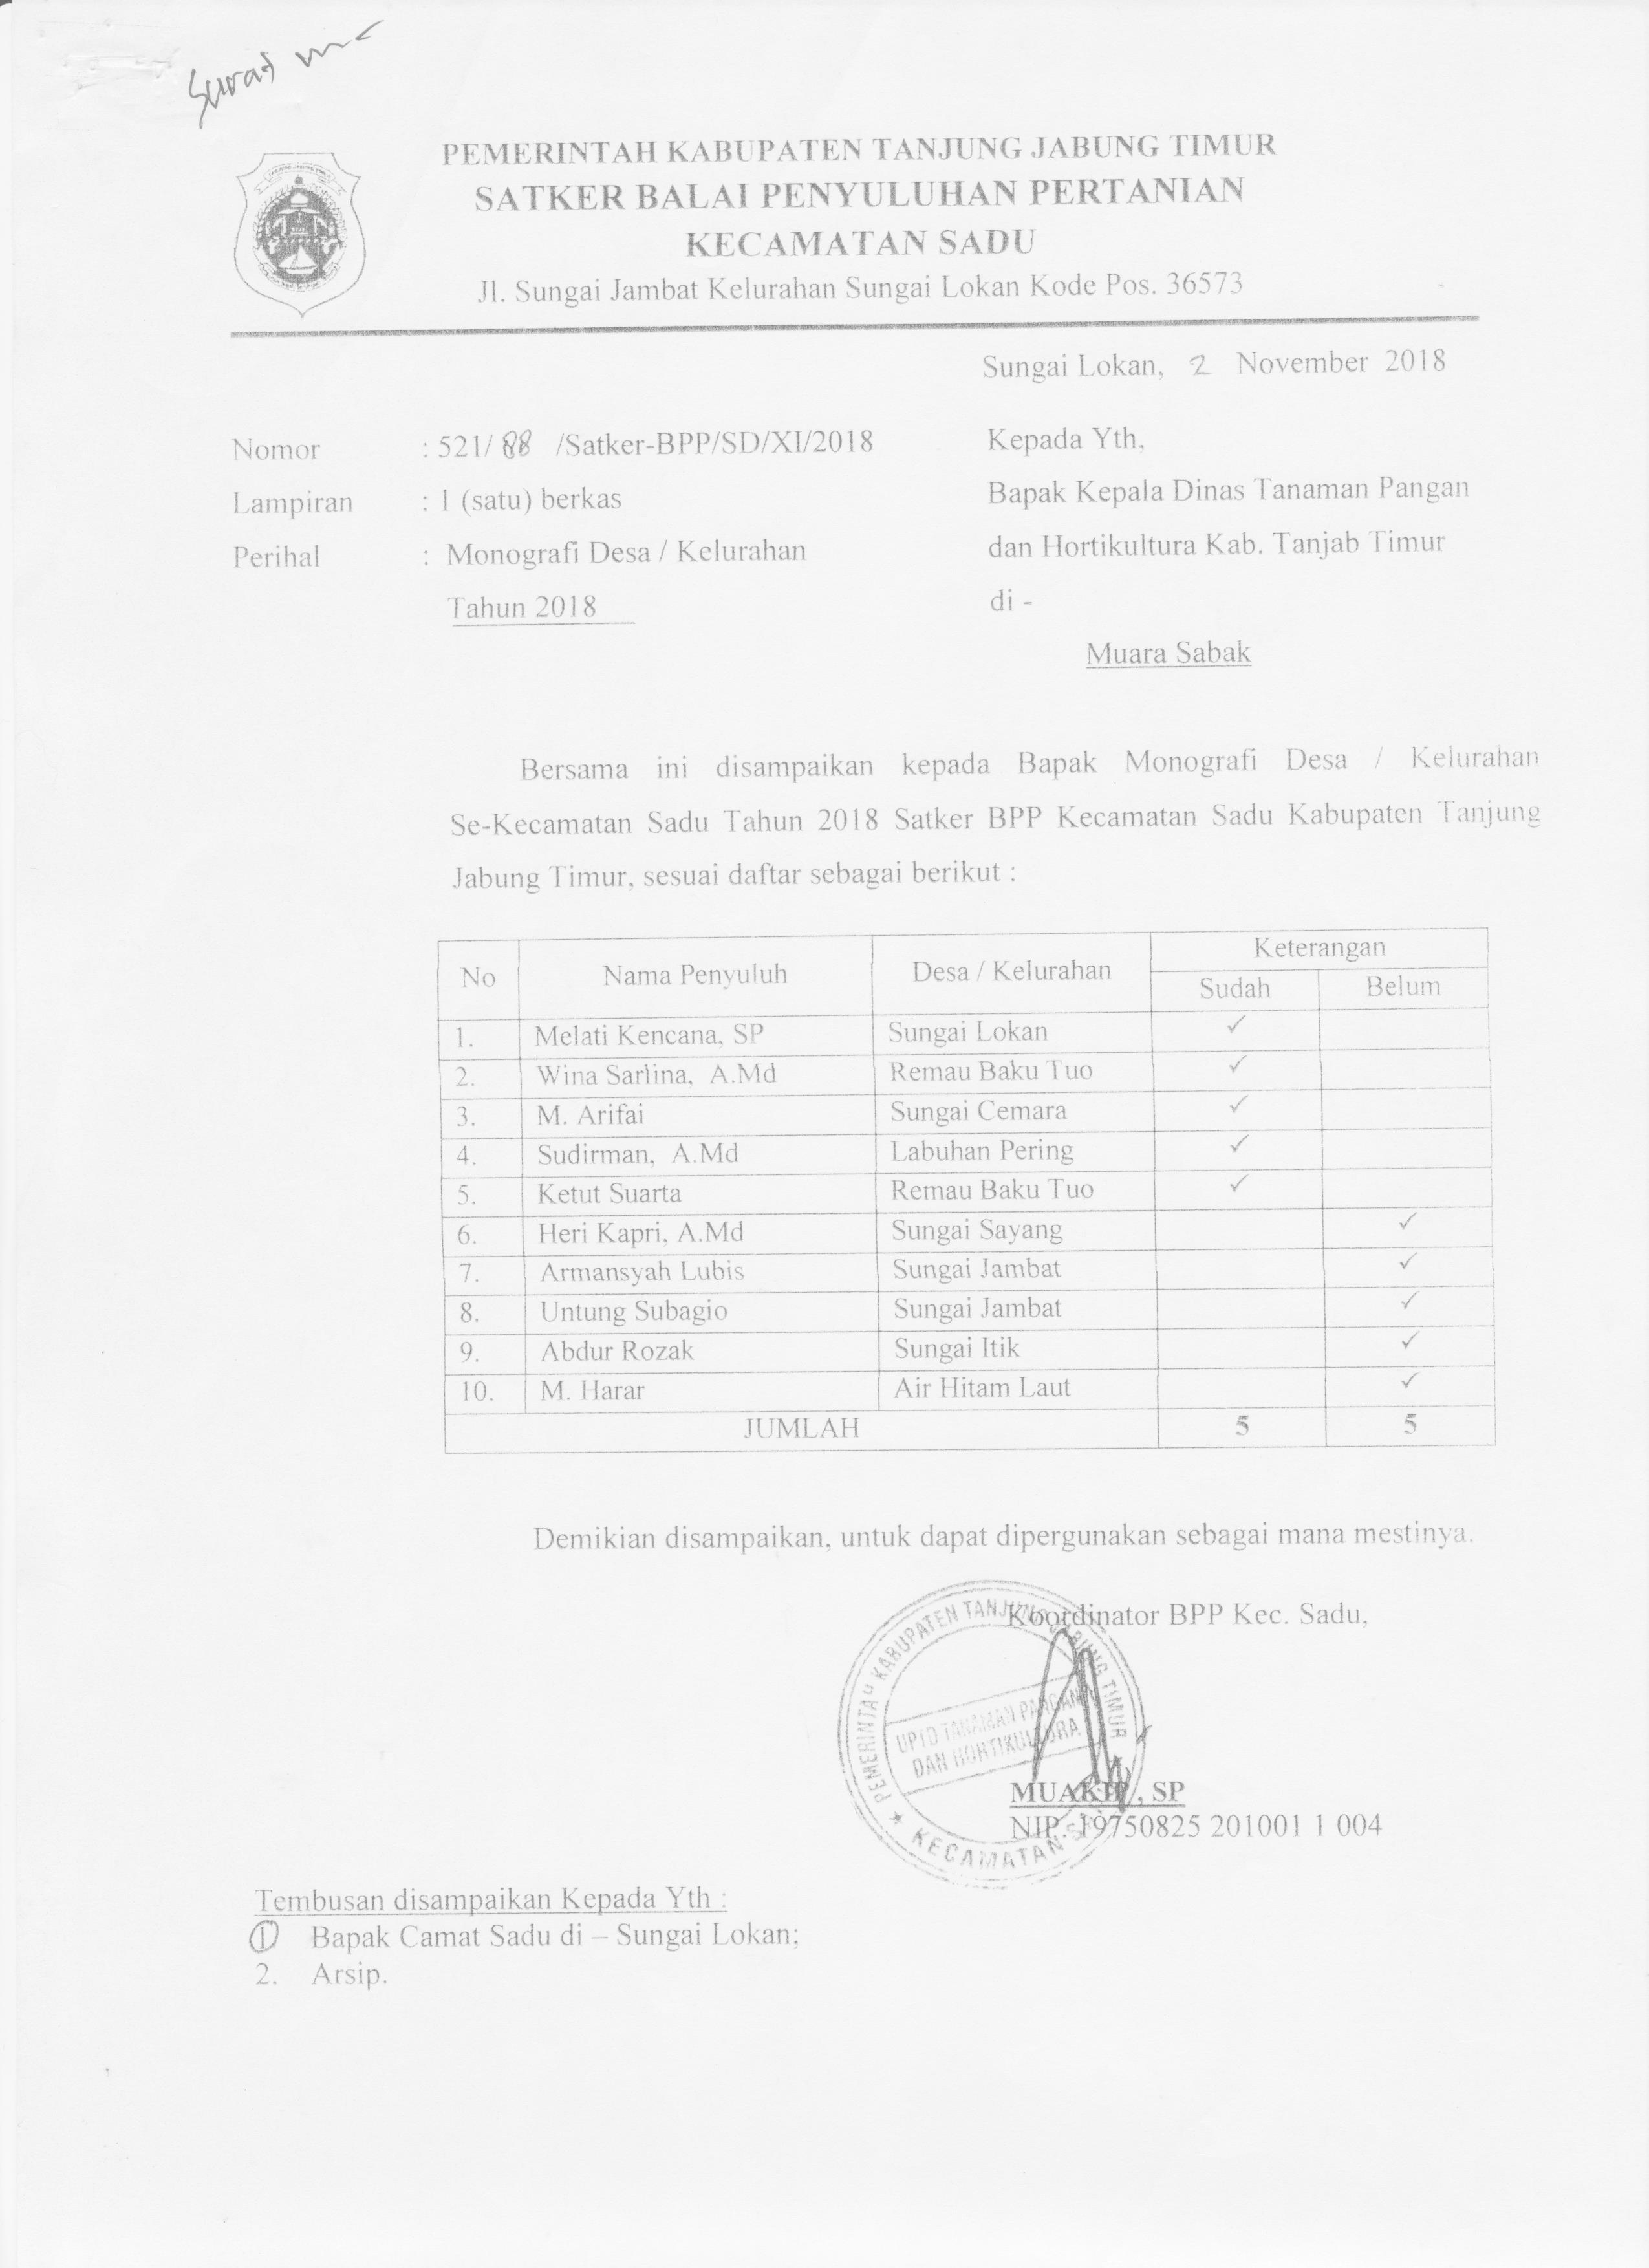 Surat
PEMERINTAH KABUPATEN TANJUNG JABUNG TIMUR
SATKER BALAI PENYULUHAN PERTANIAN
KECAMATAN SADU
Jl. Sungai Jambat Kelurahan Sungai Lokan Kode Pos. 36573
Sungai Lokan, 2 November 2018
Nomor : 521/ 88 /Satker-BPP/SD/XI/2018
Lampiran : 1 (satu) berkas
Perihal : Monografi Desa / Kelurahan
Tahun 2018
Kepada Yth,
Bapak Kepala Dinas Tanaman Pangan
dan Hortikultura Kab. Tanjab Timur
di -
Muara Sabak
Bersama ini disampaikan kepada Bapak Monografi Desa / Kelurahan
Se-Kecamatan Sadu Tahun 2018 Satker BPP Kecamatan Sadu Kabupaten Tanjung
Jabung Timur, sesuai daftar sebagai berikut :
No Nama Penyuluh Desa / Kelurahan Keterangan
Sudah Belum
1. Melati Kencana, SP Sungai Lokan ✓
2. Wina Sarlina, A.Md Remau Baku Tuo ✓
3. M. Arifai Sungai Cemara ✓
4. Sudirman, A.Md Labuhan Pering ✓
5. Ketut Suarta Remau Baku Tuo ✓
6. Heri Kapri, A.Md Sungai Sayang ✓
7. Armansyah Lubis Sungai Jambat ✓
8. Untung Subagio Sungai Jambat ✓
9. Abdur Rozak Sungai Itik ✓
10. M. Harar Air Hitam Laut ✓
JUMLAH 5 5
Demikian disampaikan, untuk dapat dipergunakan sebagai mana mestinya.
Koordinator BPP Kec. Sadu,
PEMERINTAH KABUPATEN TANJUNG JABUNG TIMUR
UPTD TANAMAN PANGAN
DAN HORTIKULTURA
KECAMATAN SADU
MUAKIP, SP
NIP. 19750825 201001 1 004
Tembusan disampaikan Kepada Yth :
1 Bapak Camat Sadu di – Sungai Lokan;
2. Arsip.